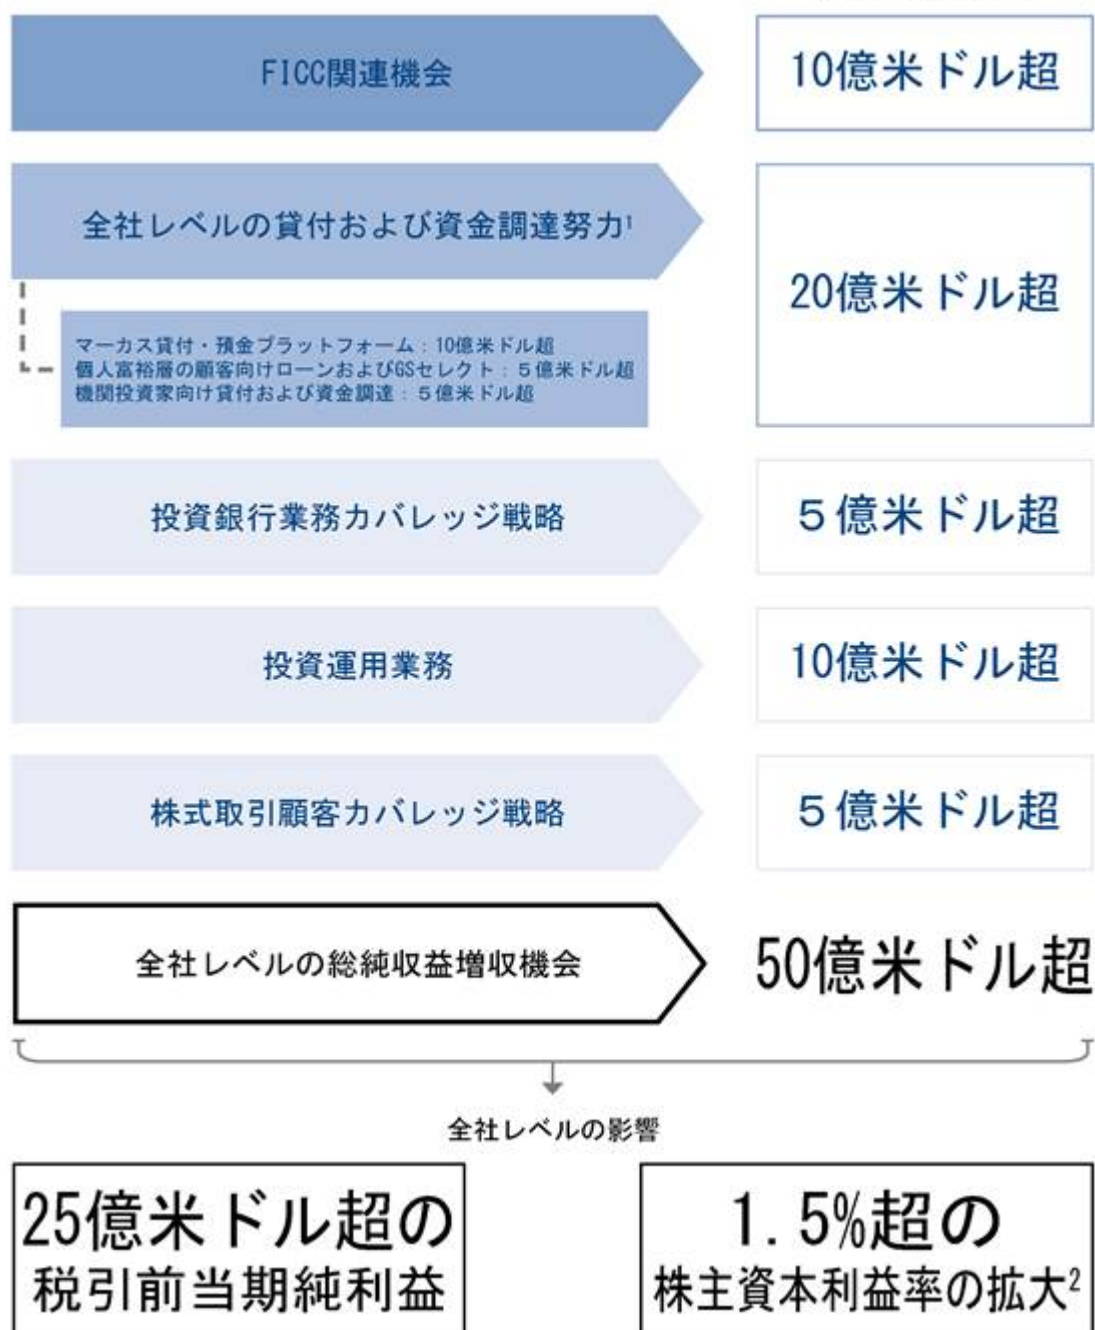 FICC関連機会
10億米ドル超
全社レベルの貸付および資金調達努力¹
20億米ドル超
マーカス貸付・預金プラットフォーム：10億米ドル超
個人富裕層の顧客向けローンおよびGSセレクト：５億米ドル超
機関投資家向け貸付および資金調達：５億米ドル超
投資銀行業務カバレッジ戦略
５億米ドル超
投資運用業務
10億米ドル超
株式取引顧客カバレッジ戦略
５億米ドル超
全社レベルの総純収益増収機会
50億米ドル超
全社レベルの影響
25億米ドル超の
税引前当期純利益
1.5%超の
株主資本利益率の拡大²